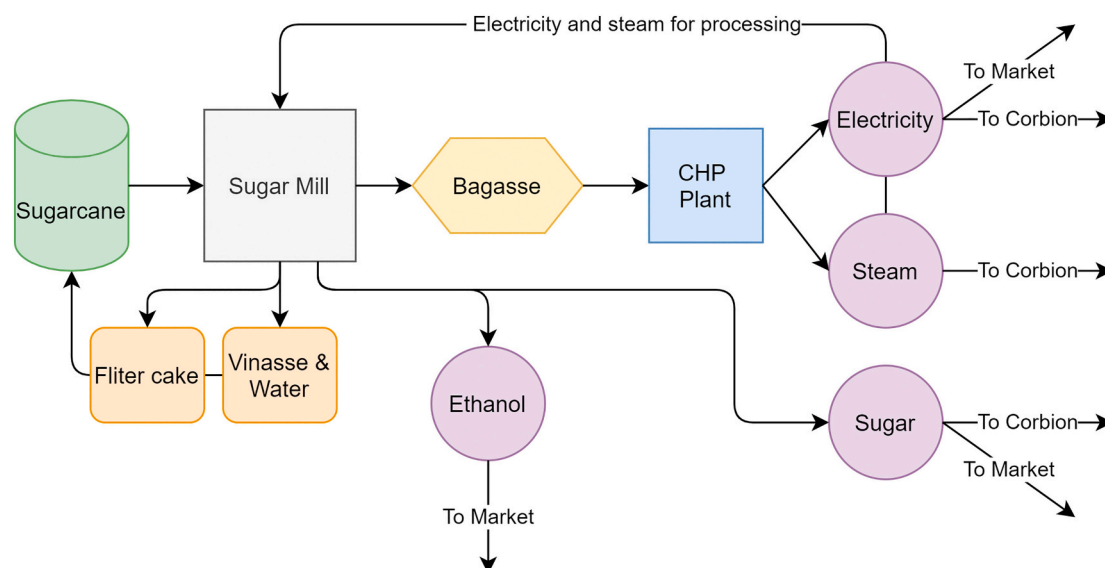 Electricity and steam for processing
To Market
Electricity
To Corbion
Sugarcane
Sugar Mill
Bagasse
CHP
Plant
Steam
To Corbion
Fliter cake
Vinasse &
Water
Ethanol
Sugar
To Corbion
To Market
To Market